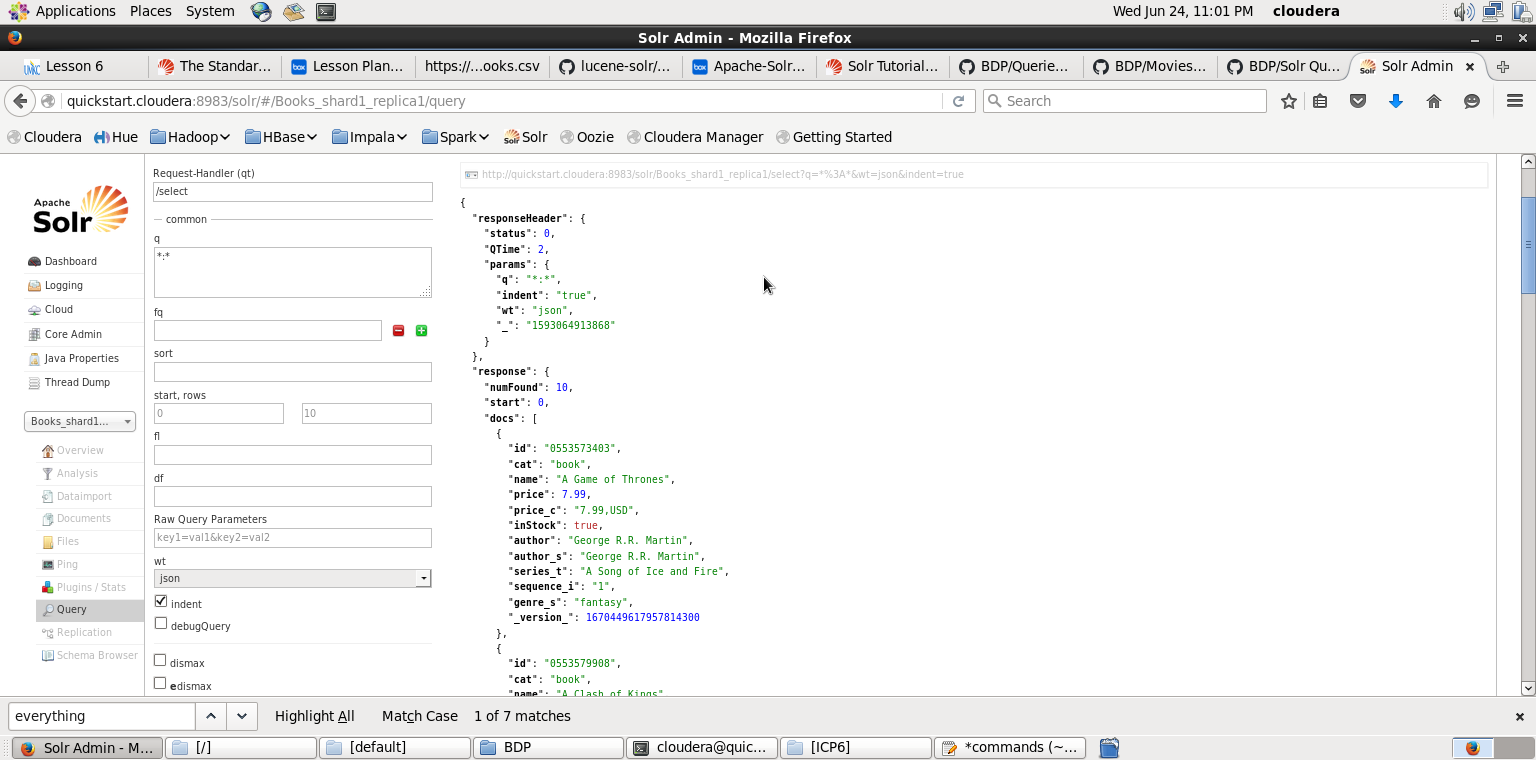 Applications Places System Wed Jun 24, 11:01 PM cloudera
Solr Admin - Mozilla Firefox
Lesson 6 The Standar... Lesson Plan... https://...ooks.csv lucene-solr/... Apache-Solr... Solr Tutorial... BDP/Querie... BDP/Movies... BDP/Solr Qu... Solr Admin
quickstart.cloudera:8983/solr/#/Books_shard1_replica1/query Search
Cloudera Hue Hadoop HBase Impala Spark Solr Oozie Cloudera Manager Getting Started
Apache
Solr
Dashboard
Logging
Cloud
Core Admin
Java Properties
Thread Dump
Books_shard1...
Overview
Analysis
Dataimport
Documents
Files
Ping
Plugins / Stats
Query
Replication
Schema Browser
Request-Handler (qt)
/select
common
q
*:*
fq
sort
start, rows
0 10
fl
df
Raw Query Parameters
key1=val1&key2=val2
wt
json
indent
debugQuery
dismax
edismax
http://quickstart.cloudera:8983/solr/Books_shard1_replica1/select?q=*%3A*&wt=json&indent=true
{
"responseHeader": {
"status": 0,
"QTime": 2,
"params": {
"q": "*:*",
"indent": "true",
"wt": "json",
"_": "1593064913868"
}
},
"response": {
"numFound": 10,
"start": 0,
"docs": [
{
"id": "0553573403",
"cat": "book",
"name": "A Game of Thrones",
"price": 7.99,
"price_c": "7.99,USD",
"inStock": true,
"author": "George R.R. Martin",
"author_s": "George R.R. Martin",
"series_t": "A Song of Ice and Fire",
"sequence_i": "1",
"genre_s": "fantasy",
"_version_": 1670449617957814300
},
{
"id": "0553579908",
"cat": "book",
"name": "A Clash of Kings"
everything Highlight All Match Case 1 of 7 matches
Solr Admin - M... [/] [default] BDP cloudera@quic... [ICP6] *commands (~...